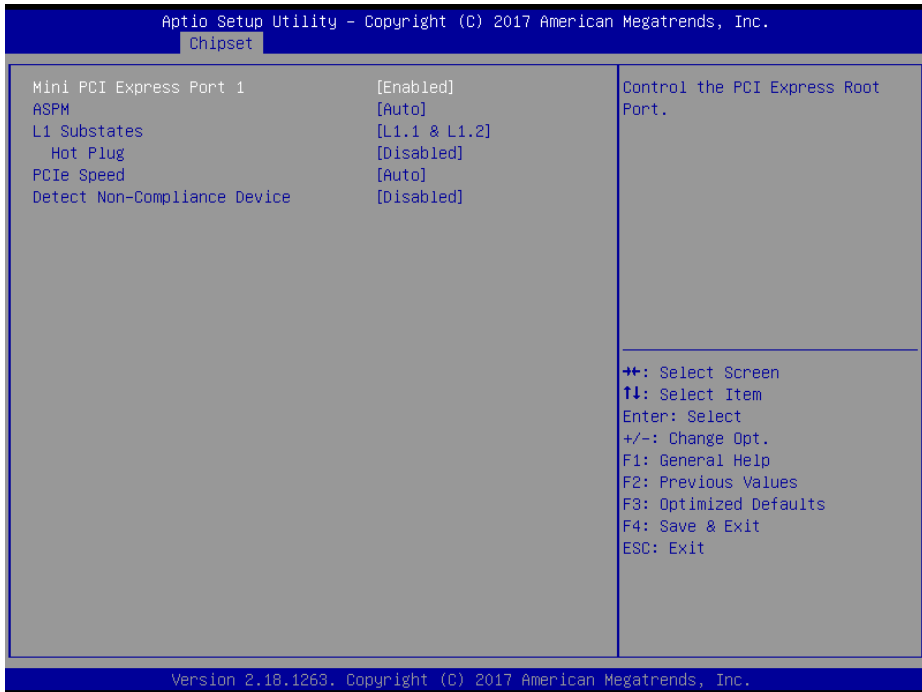 Aptio Setup Utility – Copyright (C) 2017 American Megatrends, Inc.
Chipset
Mini PCI Express Port 1 [Enabled]
ASPM [Auto]
L1 Substates [L1.1 & L1.2]
Hot Plug [Disabled]
PCIe Speed [Auto]
Detect Non-Compliance Device [Disabled]
Control the PCI Express Root
Port.
→←: Select Screen
↑↓: Select Item
Enter: Select
+/-: Change Opt.
F1: General Help
F2: Previous Values
F3: Optimized Defaults
F4: Save & Exit
ESC: Exit
Version 2.18.1263. Copyright (C) 2017 American Megatrends, Inc.